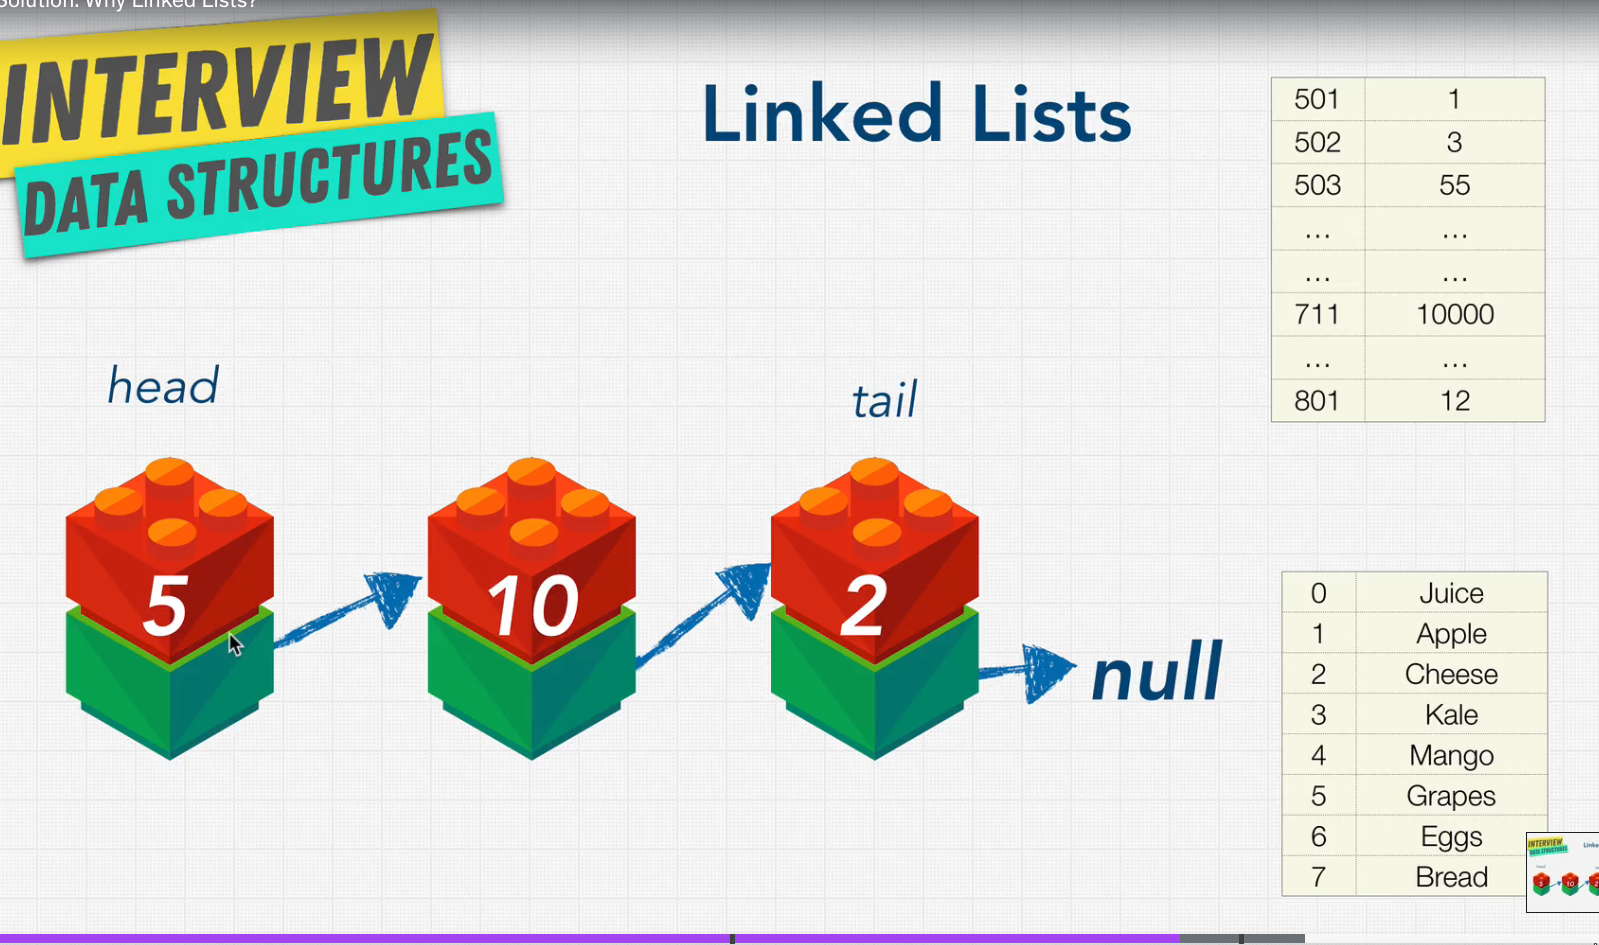 Solution: Why Linked Lists?
INTERVIEW
DATA STRUCTURES
Linked Lists
501 1
502 3
503 55
... ...
... ...
711 10000
... ...
801 12
head
tail
5
10
2
null
0 Juice
1 Apple
2 Cheese
3 Kale
4 Mango
5 Grapes
6 Eggs
7 Bread